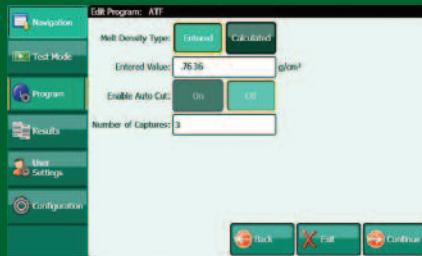 Edit Program: ATF
Navigation
Test Mode
Program
Results
User
Settings
Configuration
Melt Density Type: Entered Calculated
Entered Value: .7636 g/cm³
Enable Auto Cut: On Off
Number of Captures: 3
Back Exit Continue